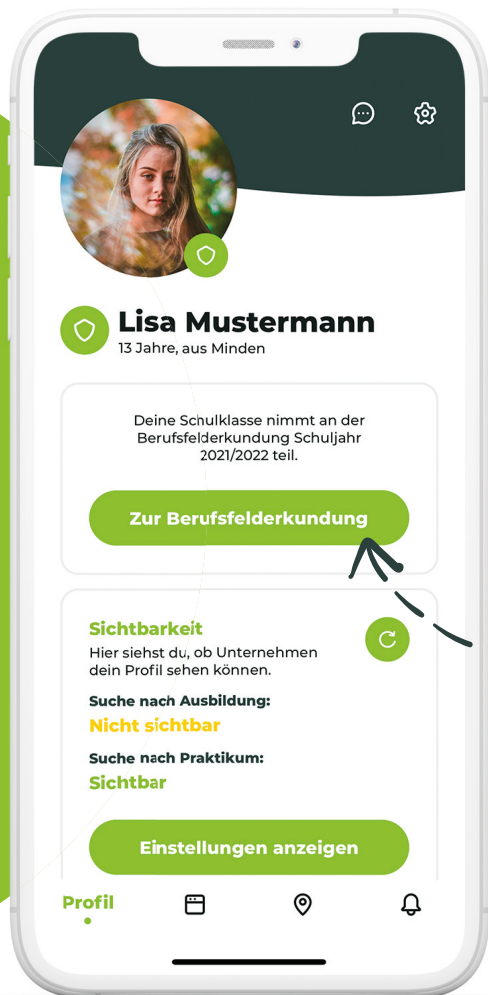 Lisa Mustermann
13 Jahre, aus Minden
Deine Schulklasse nimmt an der
Berufsfelderkundung Schuljahr
2021/2022 teil.
Zur Berufsfelderkundung
Sichtbarkeit
Hier siehst du, ob Unternehmen
dein Profil sehen können.
Suche nach Ausbildung:
Nicht sichtbar
Suche nach Praktikum:
Sichtbar
Einstellungen anzeigen
Profil